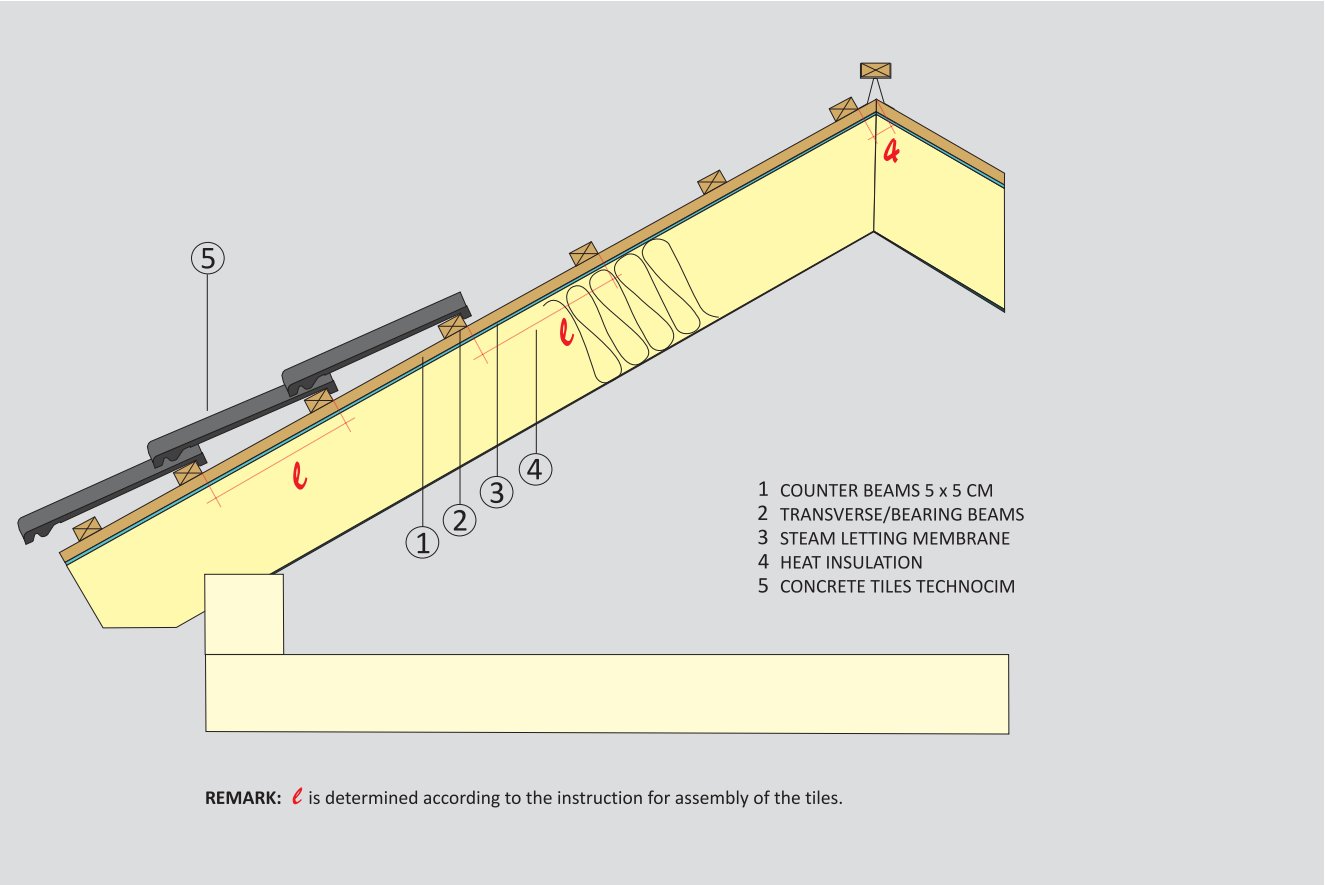 4
5
ℓ
ℓ
4
3
2
1
1 COUNTER BEAMS 5 x 5 CM
2 TRANSVERSE/BEARING BEAMS
3 STEAM LETTING MEMBRANE
4 HEAT INSULATION
5 CONCRETE TILES TECHNOCIM
REMARK: ℓ is determined according to the instruction for assembly of the tiles.